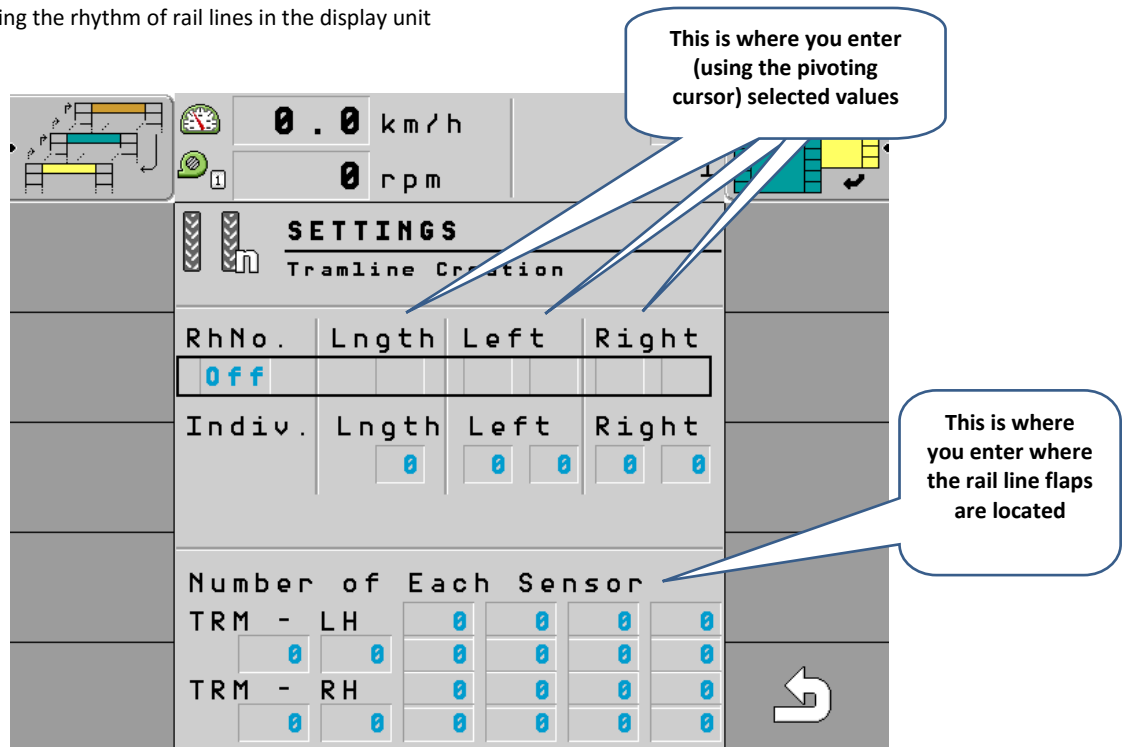 ing the rhythm of rail lines in the display unit
This is where you enter
(using the pivoting
cursor) selected values
0.0 km/h
1
0 rpm
1
SETTINGS
Tramline Creation
RhNo. Lngth Left Right
Off
Indiv. Lngth Left Right
0 0 0 0 0
This is where
you enter where
the rail line flaps
are located
Number of Each Sensor
TRM - LH 0 0 0 0
0 0 0 0 0 0
TRM - RH 0 0 0 0
0 0 0 0 0 0